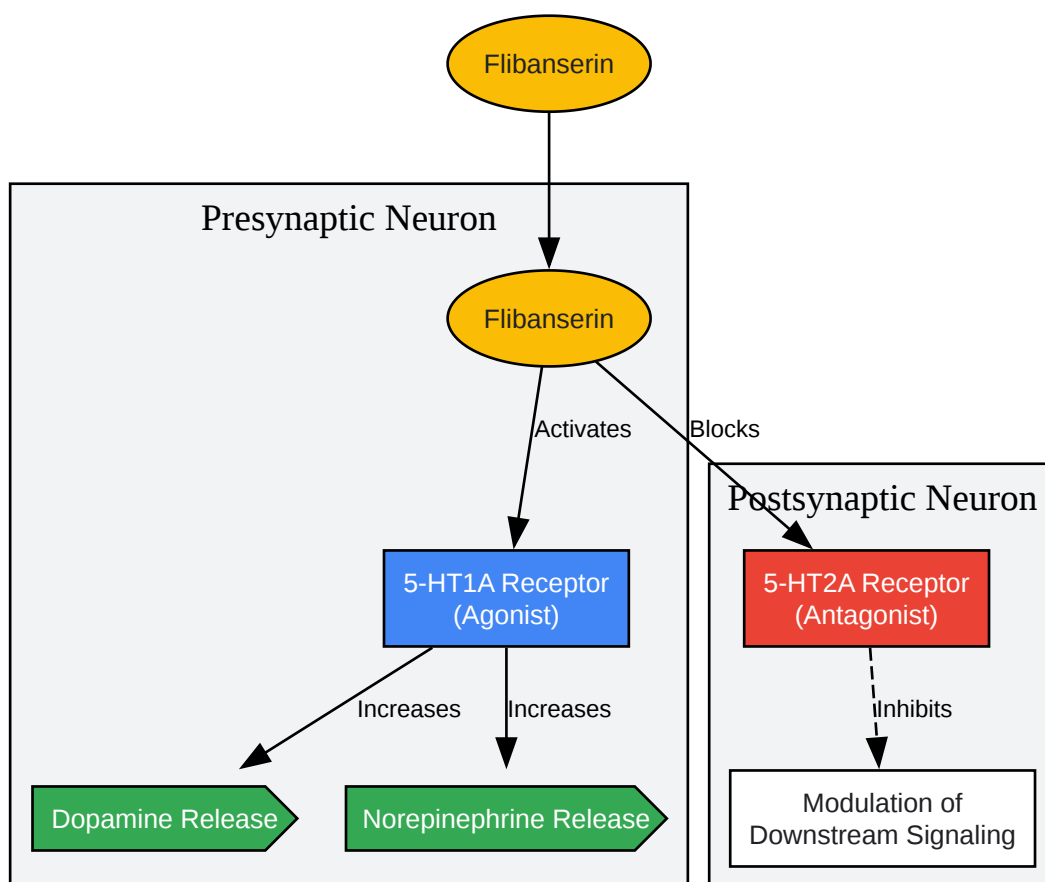 Flibanserin
Presynaptic Neuron
Flibanserin
Activates
Blocks
Postsynaptic Neuron
5-HT1A Receptor
(Agonist)
5-HT2A Receptor
(Antagonist)
Increases
Increases
Inhibits
Dopamine Release
Norepinephrine Release
Modulation of
Downstream Signaling